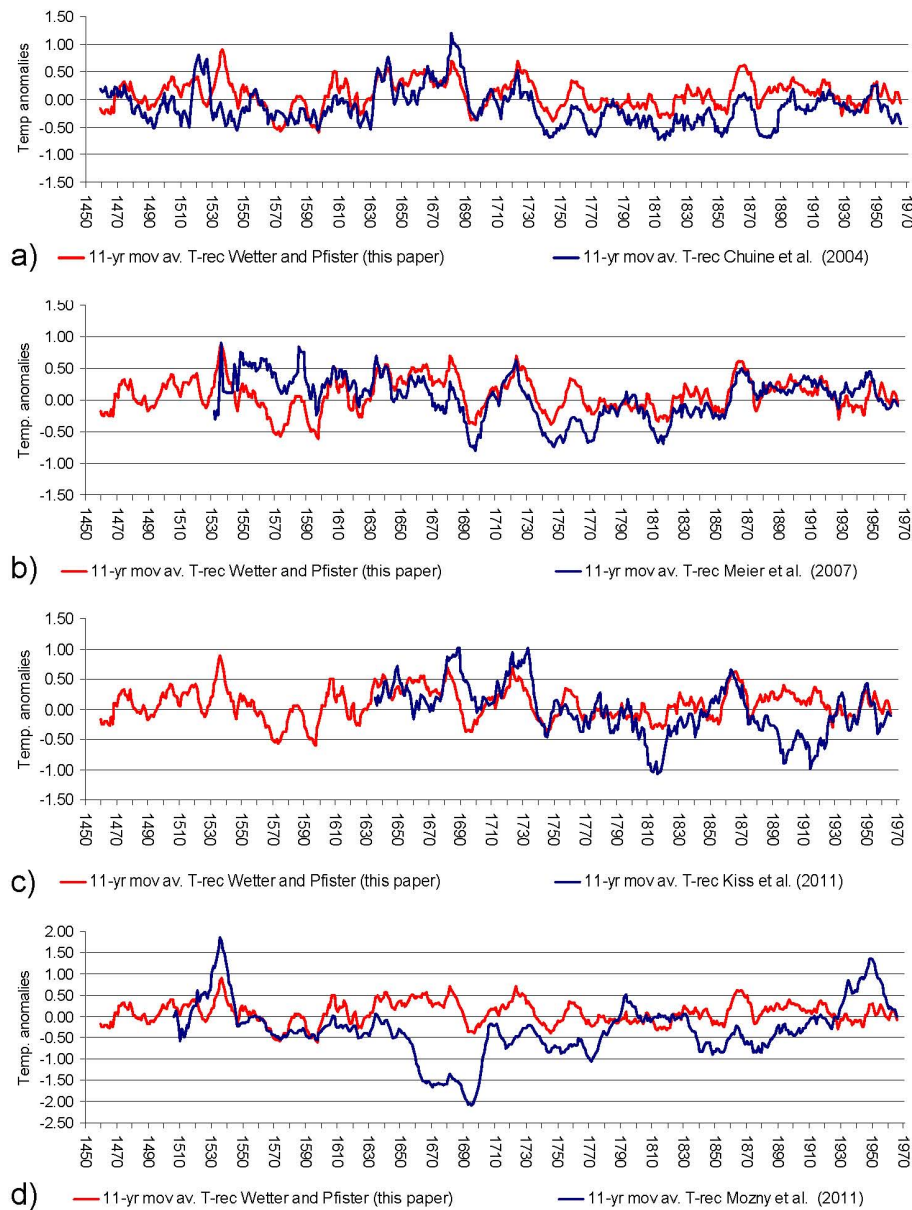 Temp anomalies
1.50
1.00
0.50
0.00
-0.50
-1.00
-1.50
1450 1470 1490 1510 1530 1550 1570 1590 1610 1630 1650 1670 1690 1710 1730 1750 1770 1790 1810 1830 1850 1870 1890 1910 1930 1950 1970
a) 11-yr mov av. T-rec Wetter and Pfister (this paper) 11-yr mov av. T-rec Chuine et al. (2004)
Temp. anomalies
1.50
1.00
0.50
0.00
-0.50
-1.00
-1.50
1450 1470 1490 1510 1530 1550 1570 1590 1610 1630 1650 1670 1690 1710 1730 1750 1770 1790 1810 1830 1850 1870 1890 1910 1930 1950 1970
b) 11-yr mov av. T-rec Wetter and Pfister (this paper) 11-yr mov av. T-rec Meier et al. (2007)
Temp. anomalies
1.50
1.00
0.50
0.00
-0.50
-1.00
-1.50
1450 1470 1490 1510 1530 1550 1570 1590 1610 1630 1650 1670 1690 1710 1730 1750 1770 1790 1810 1830 1850 1870 1890 1910 1930 1950 1970
c) 11-yr mov av. T-rec Wetter and Pfister (this paper) 11-yr mov av. T-rec Kiss et al. (2011)
Temp. anomalies
2.00
1.50
1.00
0.50
0.00
-0.50
-1.00
-1.50
-2.00
-2.50
1450 1470 1490 1510 1530 1550 1570 1590 1610 1630 1650 1670 1690 1710 1730 1750 1770 1790 1810 1830 1850 1870 1890 1910 1930 1950 1970
d) 11-yr mov av. T-rec Wetter and Pfister (this paper) 11-yr mov av. T-rec Mozny et al. (2011)